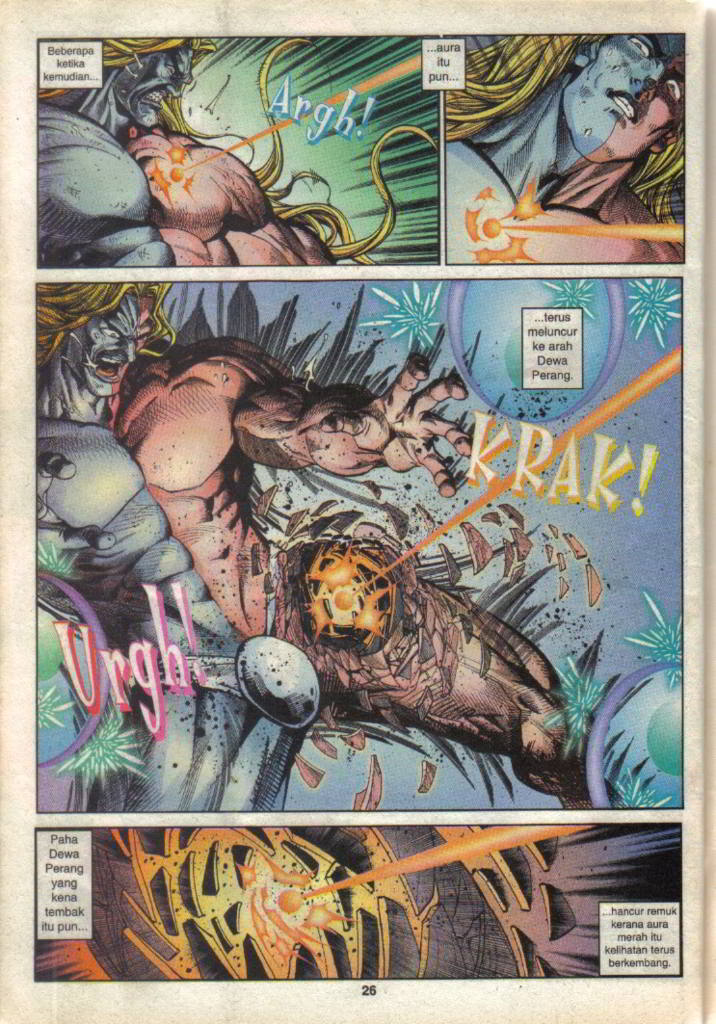 Beberapa
ketika
kemudian...
Argh!
...aura
itu
pun...
...terus
meluncur
ke arah
Dewa
Perang.
KRAK!
Urgh!
Paha
Dewa
Perang
yang
kena
tembak
itu pun...
...hancur remuk
kerana aura
merah itu
kelihatan terus
berkembang.
26